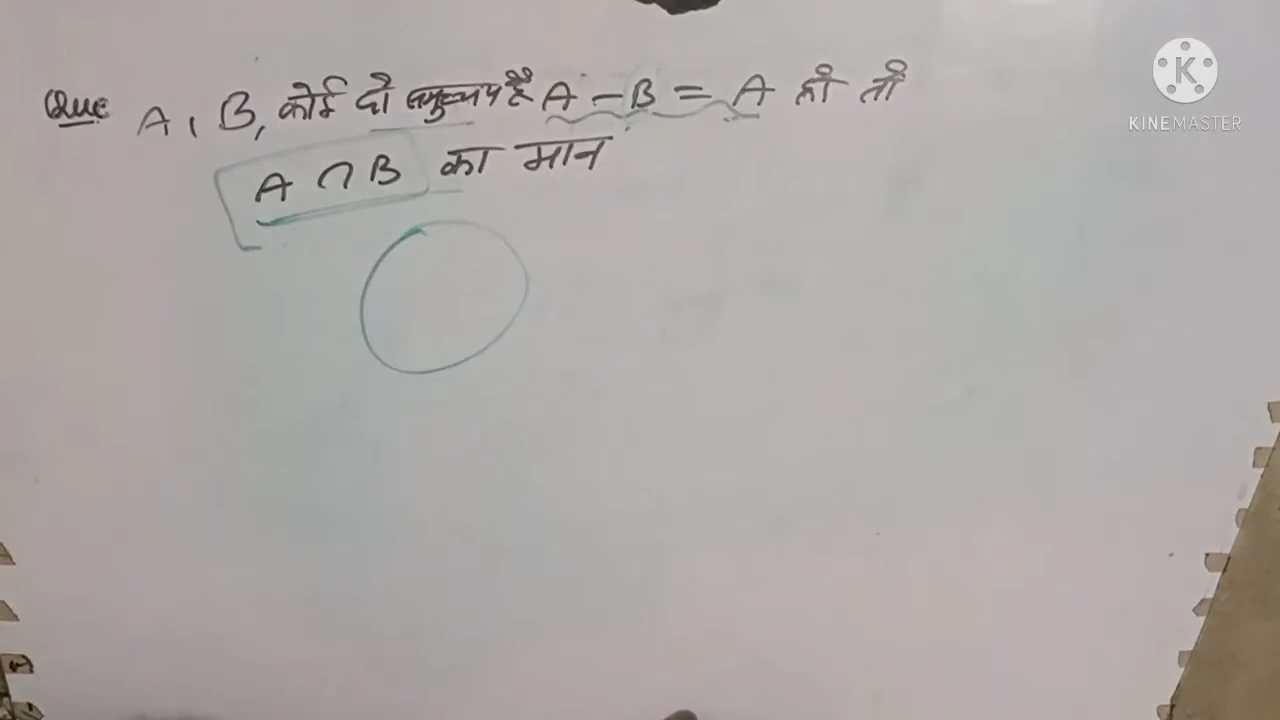 Que A, B, कोई दो समुच्चय है A - B = A हो तो
A ∩ B का मान
KINEMASTER